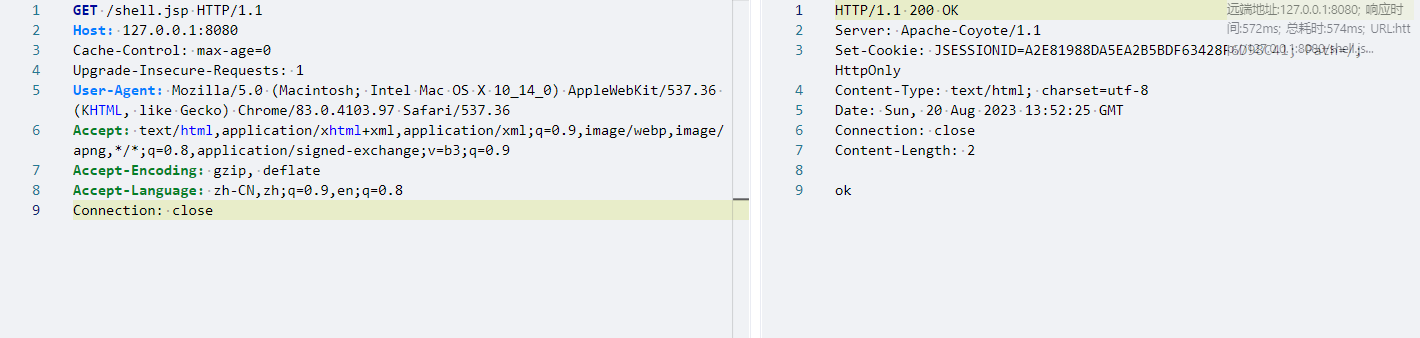 1 GET /shell.jsp HTTP/1.1
2 Host: 127.0.0.1:8080
3 Cache-Control: max-age=0
4 Upgrade-Insecure-Requests: 1
5 User-Agent: Mozilla/5.0 (Macintosh; Intel Mac OS X 10_14_0) AppleWebKit/537.36
(KHTML, like Gecko) Chrome/83.0.4103.97 Safari/537.36
6 Accept: text/html,application/xhtml+xml,application/xml;q=0.9,image/webp,image/
apng,*/*;q=0.8,application/signed-exchange;v=b3;q=0.9
7 Accept-Encoding: gzip, deflate
8 Accept-Language: zh-CN,zh;q=0.9,en;q=0.8
9 Connection: close
1 HTTP/1.1 200 OK
2 Server: Apache-Coyote/1.1
3 Set-Cookie: Path=/;
HttpOnly
4 Content-Type: text/html; charset=utf-8
5 Date: Sun, 20 Aug 2023 13:52:25 GMT
6 Connection: close
7 Content-Length: 2
8
9 ok
远端地址:127.0.0.1:8080; 响应时
间:572ms; 总耗时:574ms; URL:htt
p://127.0.0.1:8080/shell.js...